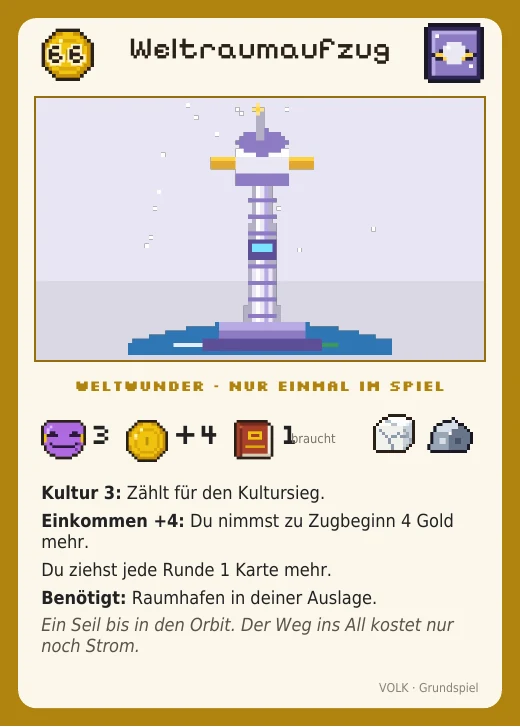 66 Weltraumaufzug
WELTWUNDER · NUR EINMAL IM SPIEL
3 +4 1 braucht
Kultur 3: Zählt für den Kultursieg.
Einkommen +4: Du nimmst zu Zugbeginn 4 Gold
mehr.
Du ziehst jede Runde 1 Karte mehr.
Benötigt: Raumhafen in deiner Auslage.
Ein Seil bis in den Orbit. Der Weg ins All kostet nur
noch Strom.
VOLK · Grundspiel